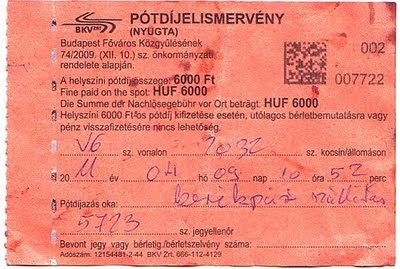 PÓTDÍJELISMERVÉNY
(NYUGTA)
BKV ZRT.
Budapest Főváros Közgyűlésének
74/2009. (XII. 10.) sz. önkormányzati
rendelete alapján.
002
007722
A helyszíni pótdíj összege: 6000 Ft
Fine paid on the spot: HUF 6000
Die Summe der Nachlösegebühr vor Ort beträgt. HUF 6000
Helyszíni 6000 Ft-os pótdíj kifizetése esetén, utólagos bérletbemutatásra vagy
pénz visszafizetésére nincs lehetőség.
V6 sz. vonalon 2032 sz. kocsin/állomáson
20 11 év 04 hó 09 nap 10 óra 52 perc
Pótdíjazás oka: kerékpár szállítás
5723 sz. jegyellenőr
Bevont jegy vagy bérletig./bérletszelvény száma:
Adószám: 12154481-2-44 BKV Zrt. 666-112-4129